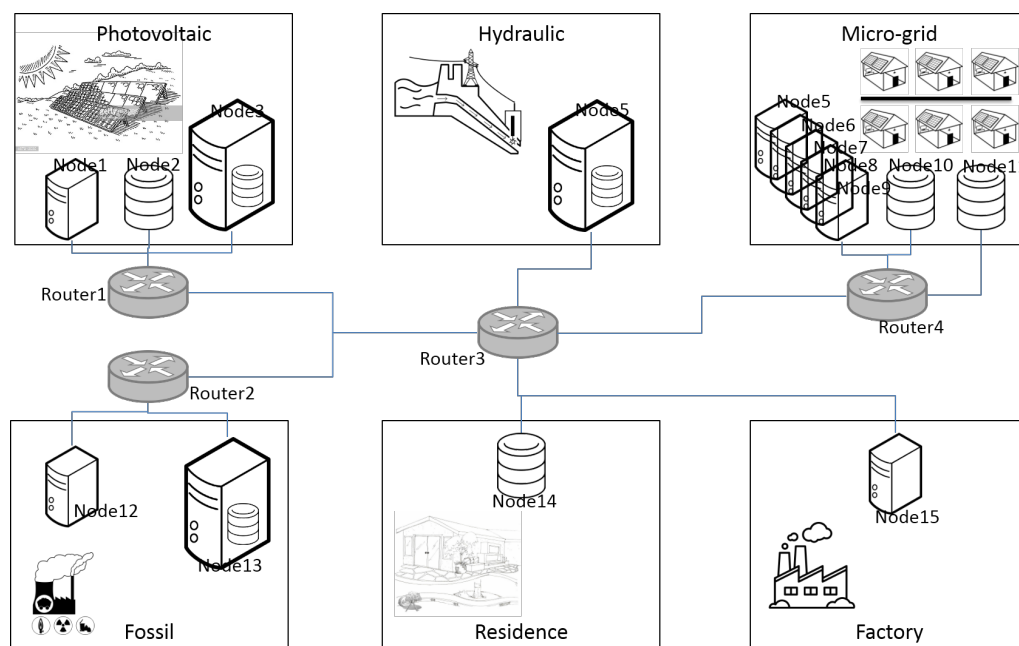 Photovoltaic
Hydraulic
Micro-grid
Node3
Node1
Node2
Node5
Node5
Node6
Node7
Node8
Node9
Node10
Node1
Router1
Router2
Router3
Router4
Node12
Node13
Node14
Node15
Fossil
Residence
Factory